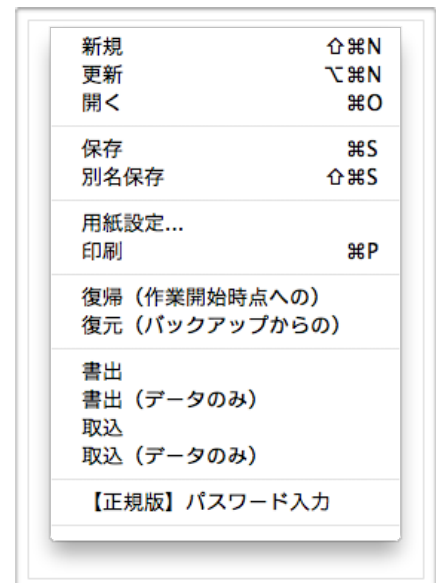 新規 ⇧⌘N
更新 ⌥⌘N
開く ⌘O
保存 ⌘S
別名保存 ⇧⌘S
用紙設定...
印刷 ⌘P
復帰（作業開始時点への）
復元（バックアップからの）
書出
書出（データのみ）
取込
取込（データのみ）
【正規版】パスワード入力